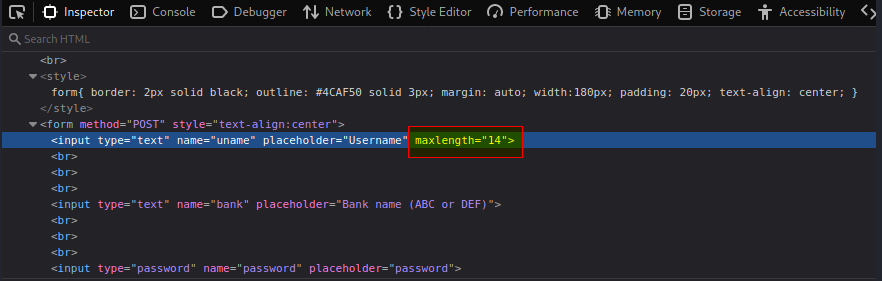 Inspector Console Debugger Network Style Editor Performance Memory Storage Accessibility
Search HTML
<br>
<style>
form{ border: 2px solid black; outline: #4CAF50 solid 3px; margin: auto; width:180px; padding: 20px; text-align: center; }
</style>
<form method="POST" style="text-align:center">
<input type="text" name="uname" placeholder="Username" maxlength="14">
<br>
<br>
<br>
<input type="text" name="bank" placeholder="Bank name (ABC or DEF)">
<br>
<br>
<br>
<input type="password" name="password" placeholder="password">